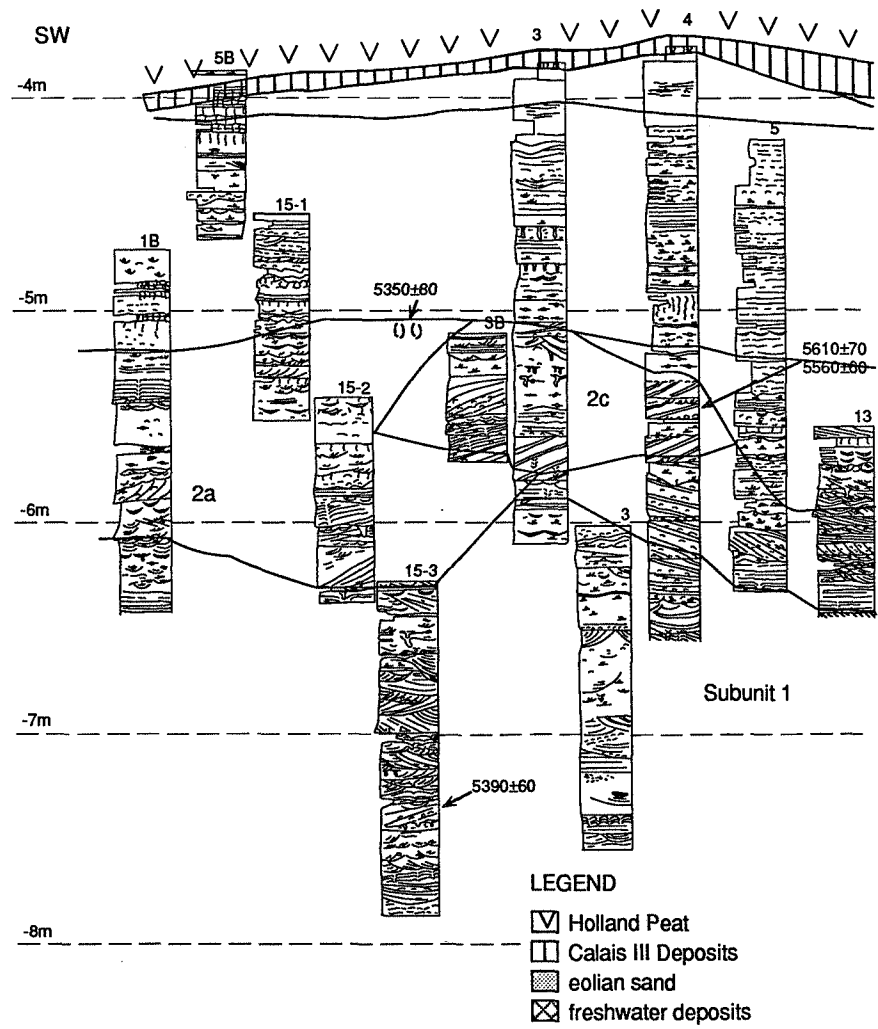 SW
3
4
5B
-4m
5
15-1
1B
5350±80
-5m
3B
5610±70
5560±60
15-2
2c
13
2a
-6m
15-3
3
Subunit 1
-7m
5390±60
LEGEND
Holland Peat
Calais III Deposits
eolian sand
-8m
freshwater deposits